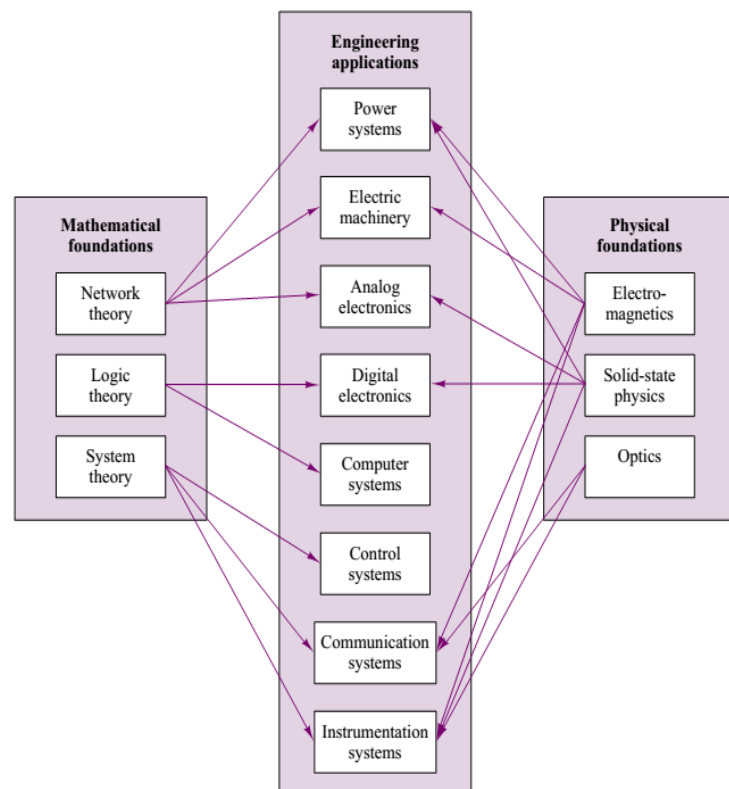 Engineering
applications
Power
systems
Electric
machinery
Analog
electronics
Digital
electronics
Computer
systems
Control
systems
Communication
systems
Instrumentation
systems
Mathematical
foundations
Network
theory
Logic
theory
System
theory
Physical
foundations
Electro-
magnetics
Solid-state
physics
Optics